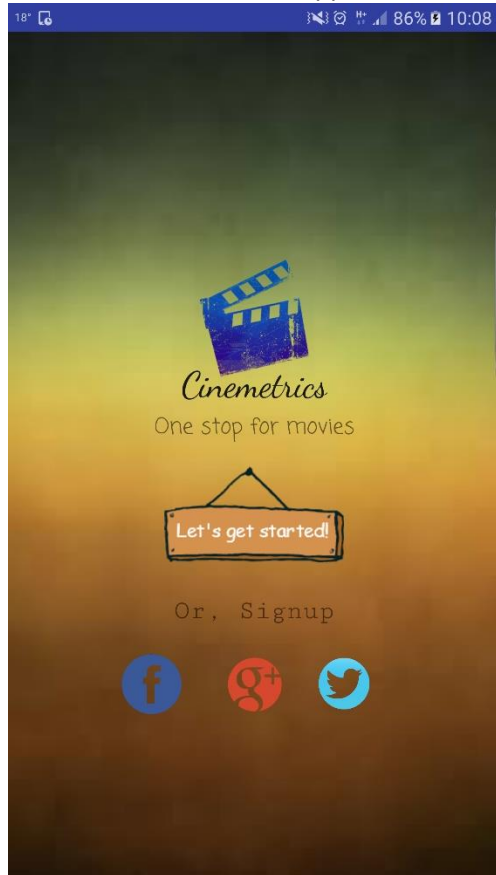 18° H+ 86% 10:08
Cinemetrics
One stop for movies
Let's get started!
Or, Signup
f g+